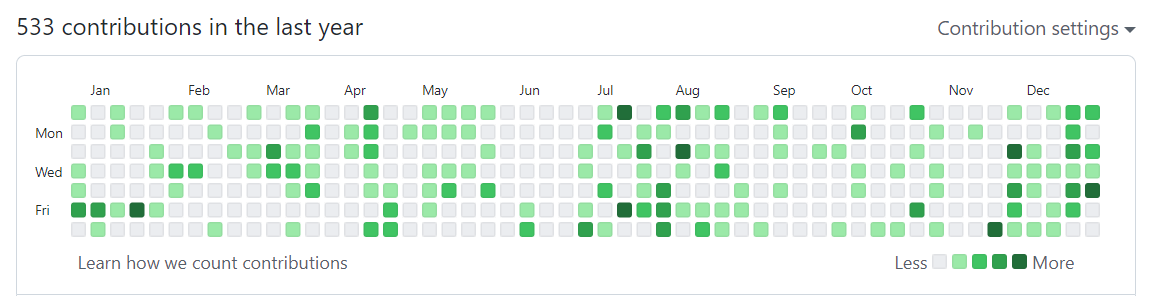 533 contributions in the last year
Contribution settings
Jan Feb Mar Apr May Jun Jul Aug Sep Oct Nov Dec
Mon
Wed
Fri
Learn how we count contributions
Less More